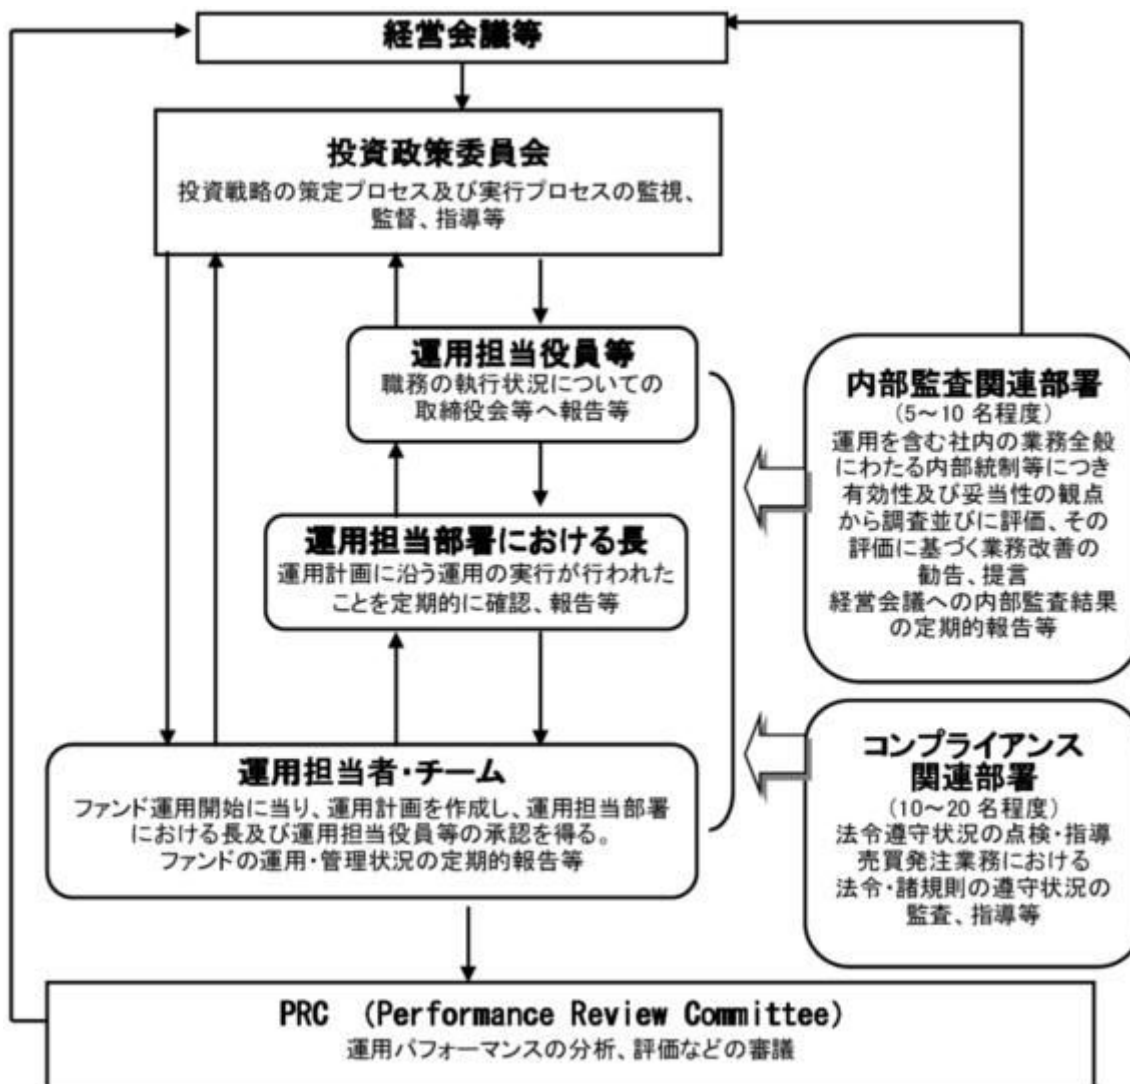 経営会議等
投資政策委員会
投資戦略の策定プロセス及び実行プロセスの監視、
監督、指導等
運用担当役員等
職務の執行状況についての
取締役会等へ報告等
運用担当部署における長
運用計画に沿う運用の実行が行われた
ことを定期的に確認、報告等
運用担当者・チーム
ファンド運用開始に当り、運用計画を作成し、運用担当部署
における長及び運用担当役員等の承認を得る。
ファンドの運用・管理状況の定期的報告等
内部監査関連部署
(5～10 名程度)
運用を含む社内の業務全般
にわたる内部統制等につき
有効性及び妥当性の観点
から調査並びに評価、その
評価に基づく業務改善の
勧告、提言
経営会議への内部監査結果
の定期的報告等
コンプライアンス
関連部署
(10～20 名程度)
法令遵守状況の点検・指導
売買発注業務における
法令・諸規則の遵守状況の
監査、指導等
PRC (Performance Review Committee)
運用パフォーマンスの分析、評価などの審議